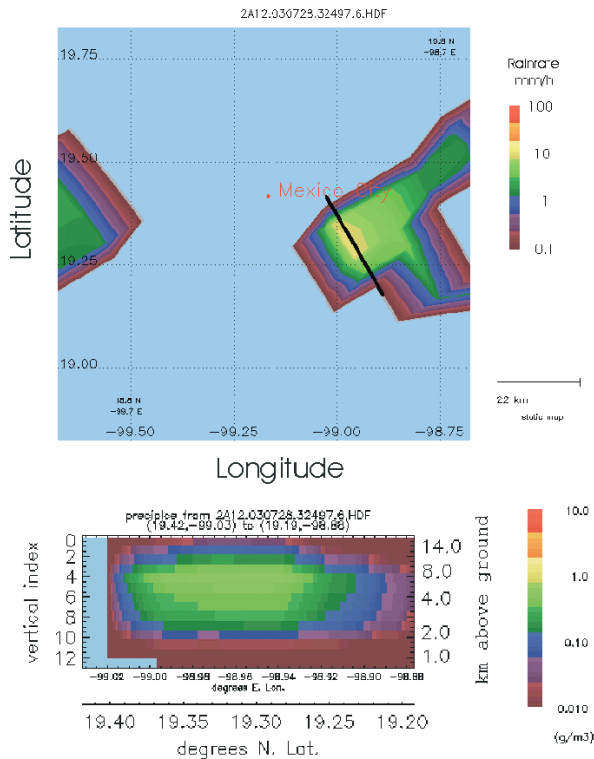 2A12.030728.32497.6.HDF
19.8 N
-98.7 E
19.75
19.50
19.25
19.00
Latitude
Mexico City
-99.50
-99.25
-99.00
-98.75
Longitude
-99.7 E
Rainrate
mm/h
100
10
1
0.1
22 km
static map
precipice from 2A12.030728.32497.6.HDF
(19.42,-99.03) to (19.19,-98.88)
0
2
4
6
8
10
12
vertical index
14.0
8.0
4.0
2.0
1.0
km above ground
-99.02
-99.00
-98.98
-98.96
-98.94
-98.92
-98.90
-98.88
degrees E. Lon.
19.40
19.35
19.30
19.25
19.20
degrees N. Lat.
10.0
1.0
0.10
0.010
(g/m3)